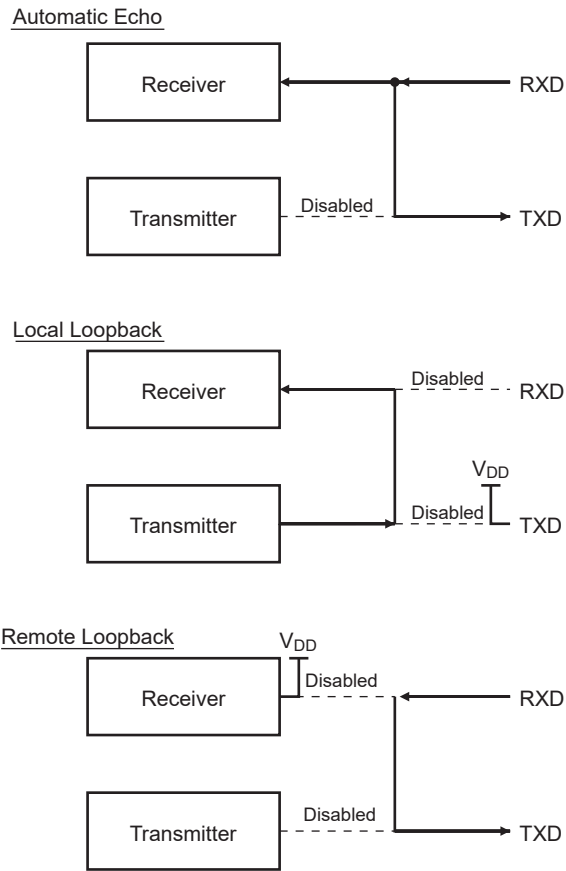 Automatic Echo
Receiver
RXD
Transmitter
Disabled
TXD
Local Loopback
Receiver
Disabled
RXD
VDD
Transmitter
Disabled
TXD
Remote Loopback
VDD
Receiver
Disabled
RXD
Transmitter
Disabled
TXD